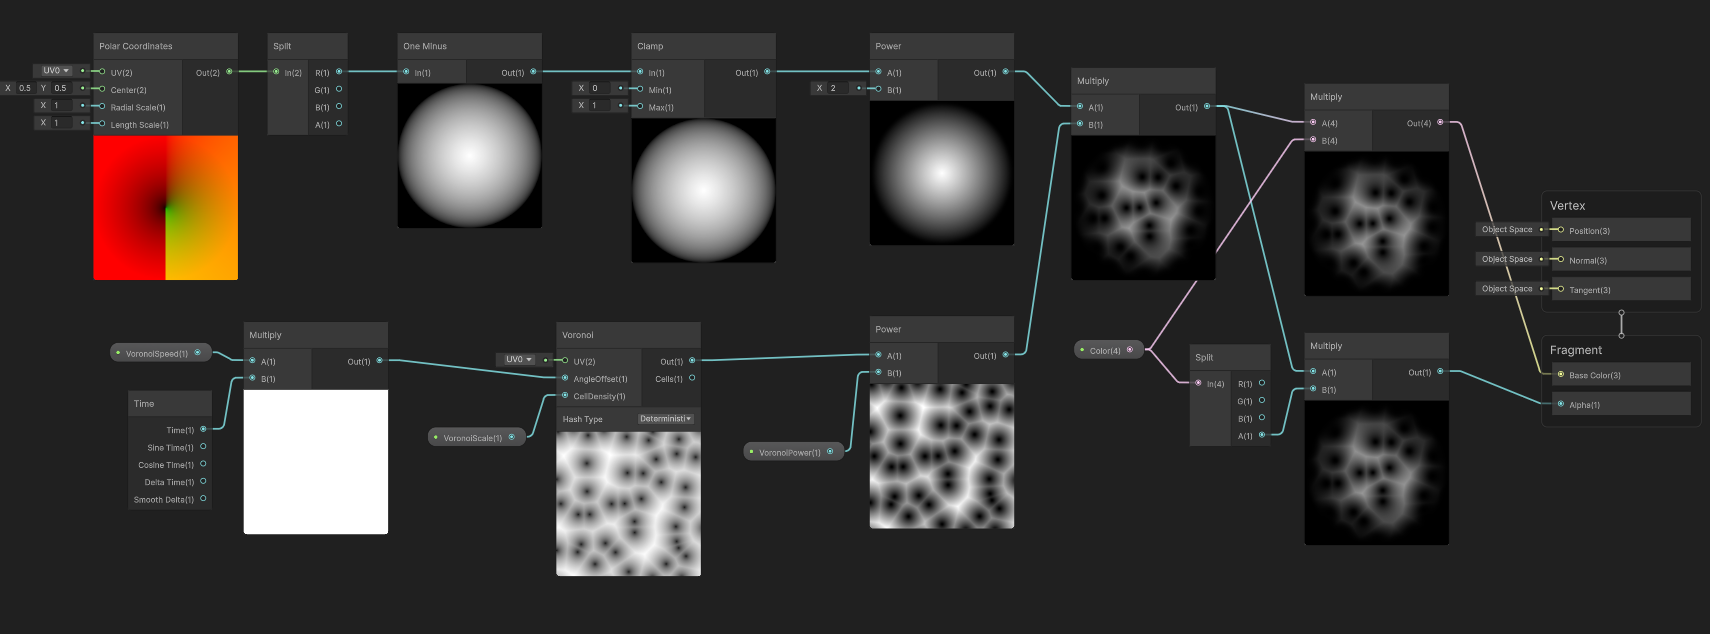 Polar Coordinates
UV0
UV(2)
Out(2)
X 0.5 Y 0.5
Center(2)
X 1
Radial Scale(1)
X 1
Length Scale(1)
Split
In(2)
R(1)
G(1)
B(1)
A(1)
One Minus
In(1)
Out(1)
Clamp
In(1)
Out(1)
X 0
Min(1)
X 1
Max(1)
Power
A(1)
Out(1)
X 2
B(1)
Multiply
A(1)
Out(1)
B(1)
Multiply
A(4)
Out(4)
B(4)
Vertex
Object Space
Position(3)
Object Space
Normal(3)
Object Space
Tangent(3)
Fragment
Base Color(3)
Alpha(1)
VoronoiSpeed(1)
Time
Time(1)
Sine Time(1)
Cosine Time(1)
Delta Time(1)
Smooth Delta(1)
Multiply
A(1)
Out(1)
B(1)
VoronoiScale(1)
Voronoi
UV0
UV(2)
Out(1)
AngleOffset(1)
Cells(1)
CellDensity(1)
Hash Type
Deterministi
VoronoiPower(1)
Power
A(1)
Out(1)
B(1)
Color(4)
Split
In(4)
R(1)
G(1)
B(1)
A(1)
Multiply
A(1)
Out(1)
B(1)